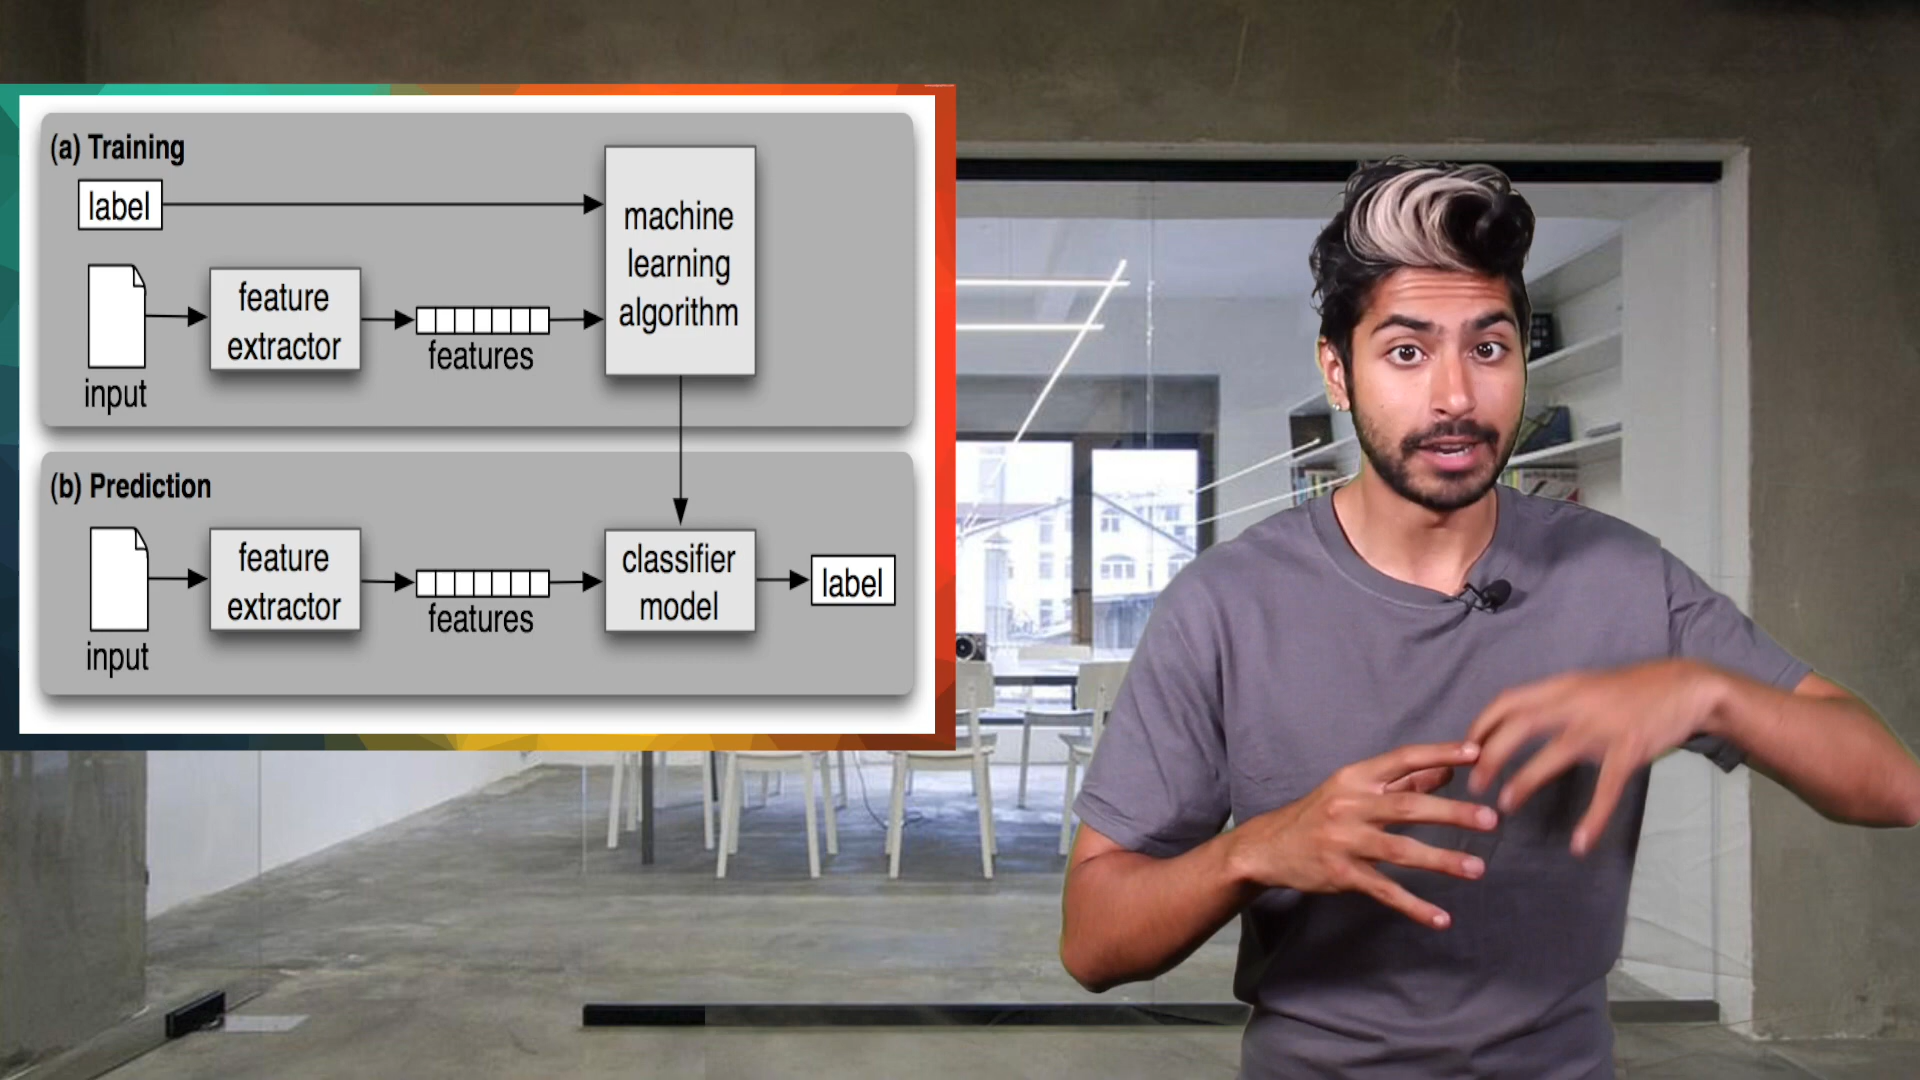 (a) Training
label
machine
learning
algorithm
feature
extractor
features
input
(b) Prediction
feature
extractor
features
classifier
model
label
input